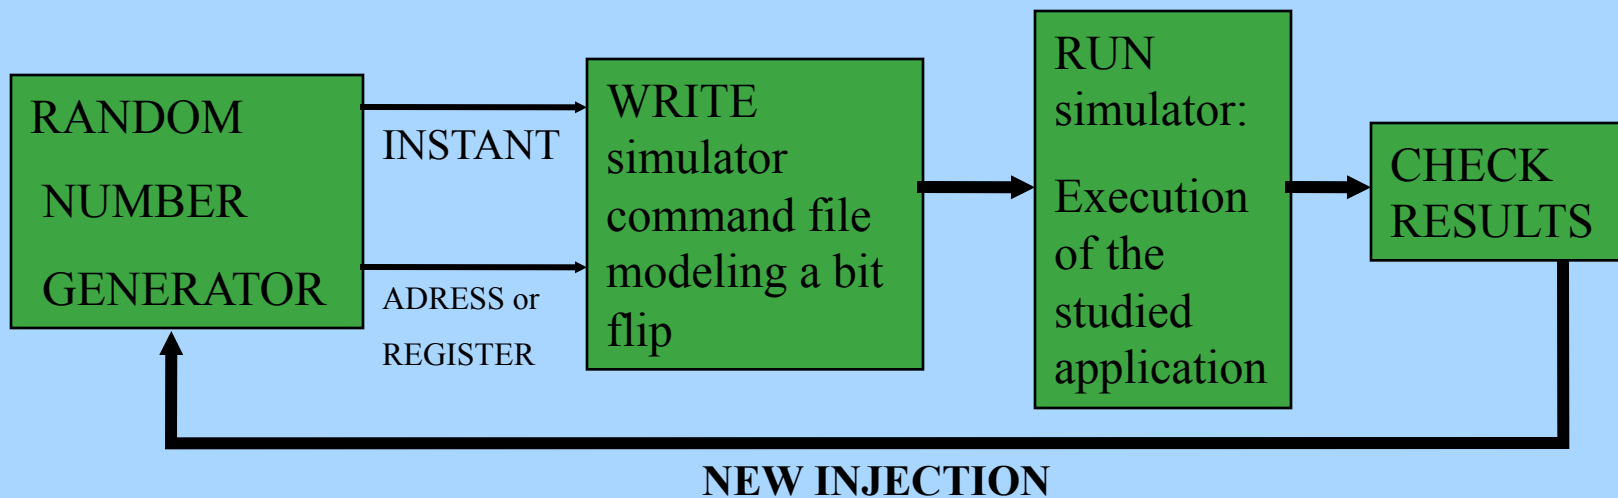 RANDOM
NUMBER
GENERATOR
INSTANT
ADRESS or
REGISTER
WRITE
simulator
command file
modeling a bit
flip
RUN
simulator:
Execution
of the
studied
application
CHECK
RESULTS
NEW INJECTION